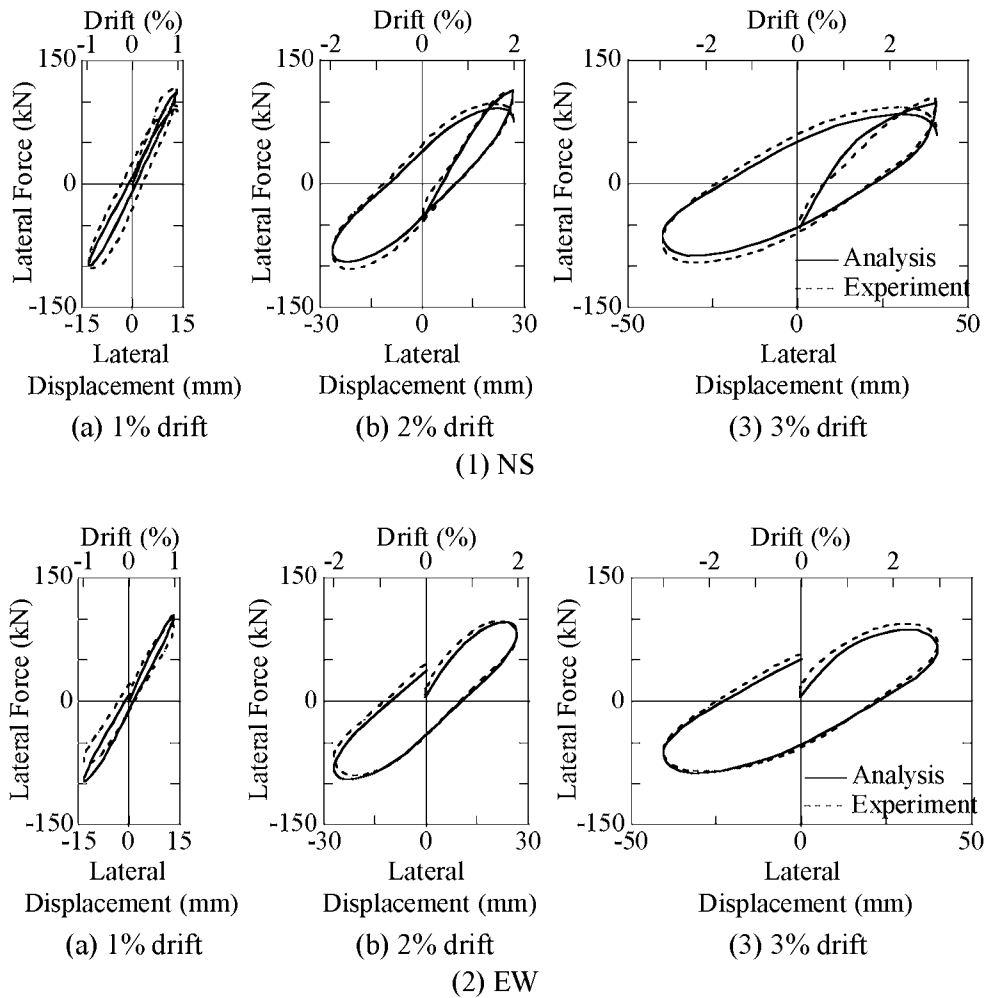 Drift (%)
-1 0 1
150
0
-150
Lateral Force (kN)
-15 0 15
Lateral
Displacement (mm)
(a) 1% drift
Drift (%)
-2 0 2
150
0
-150
Lateral Force (kN)
-30 0 30
Lateral
Displacement (mm)
(b) 2% drift
Drift (%)
-2 0 2
150
0
-150
Lateral Force (kN)
Analysis
Experiment
-50 0 50
Lateral
Displacement (mm)
(3) 3% drift
(1) NS
Drift (%)
-1 0 1
150
0
-150
Lateral Force (kN)
-15 0 15
Lateral
Displacement (mm)
(a) 1% drift
Drift (%)
-2 0 2
150
0
-150
Lateral Force (kN)
-30 0 30
Lateral
Displacement (mm)
(b) 2% drift
Drift (%)
-2 0 2
150
0
-150
Lateral Force (kN)
Analysis
Experiment
-50 0 50
Lateral
Displacement (mm)
(3) 3% drift
(2) EW